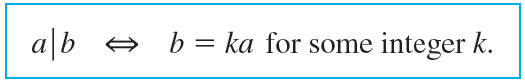 a|b ⇔ b = ka for some integer k.